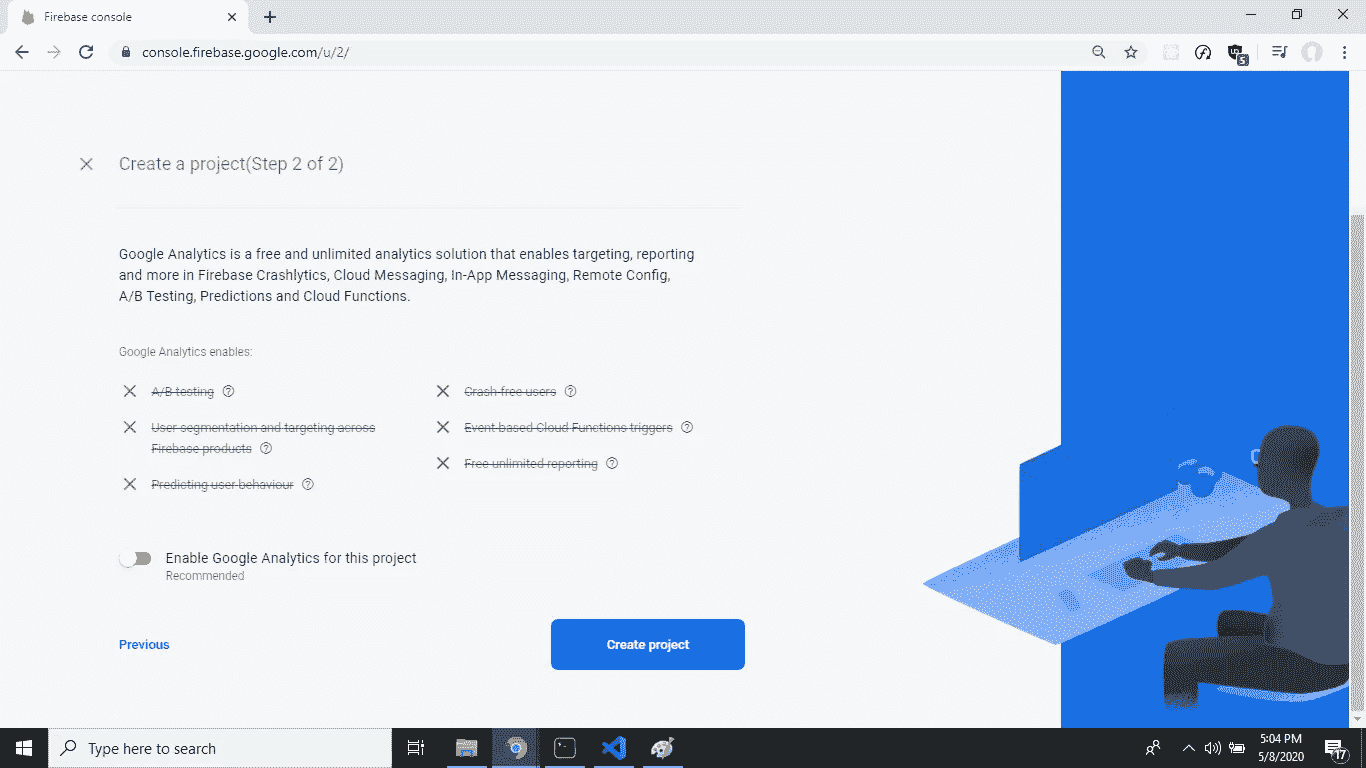 Firebase console
console.firebase.google.com/u/2/
5
Create a project(Step 2 of 2)
Google Analytics is a free and unlimited analytics solution that enables targeting, reporting
and more in Firebase Crashlytics, Cloud Messaging, In-App Messaging, Remote Config,
A/B Testing, Predictions and Cloud Functions.
Google Analytics enables:
A/B testing
User segmentation and targeting across
Firebase products
Predicting user behaviour
Crash-free users
Event-based Cloud Functions triggers
Free unlimited reporting
Enable Google Analytics for this project
Recommended
Previous
Create project
Type here to search
5:04 PM
5/8/2020
17